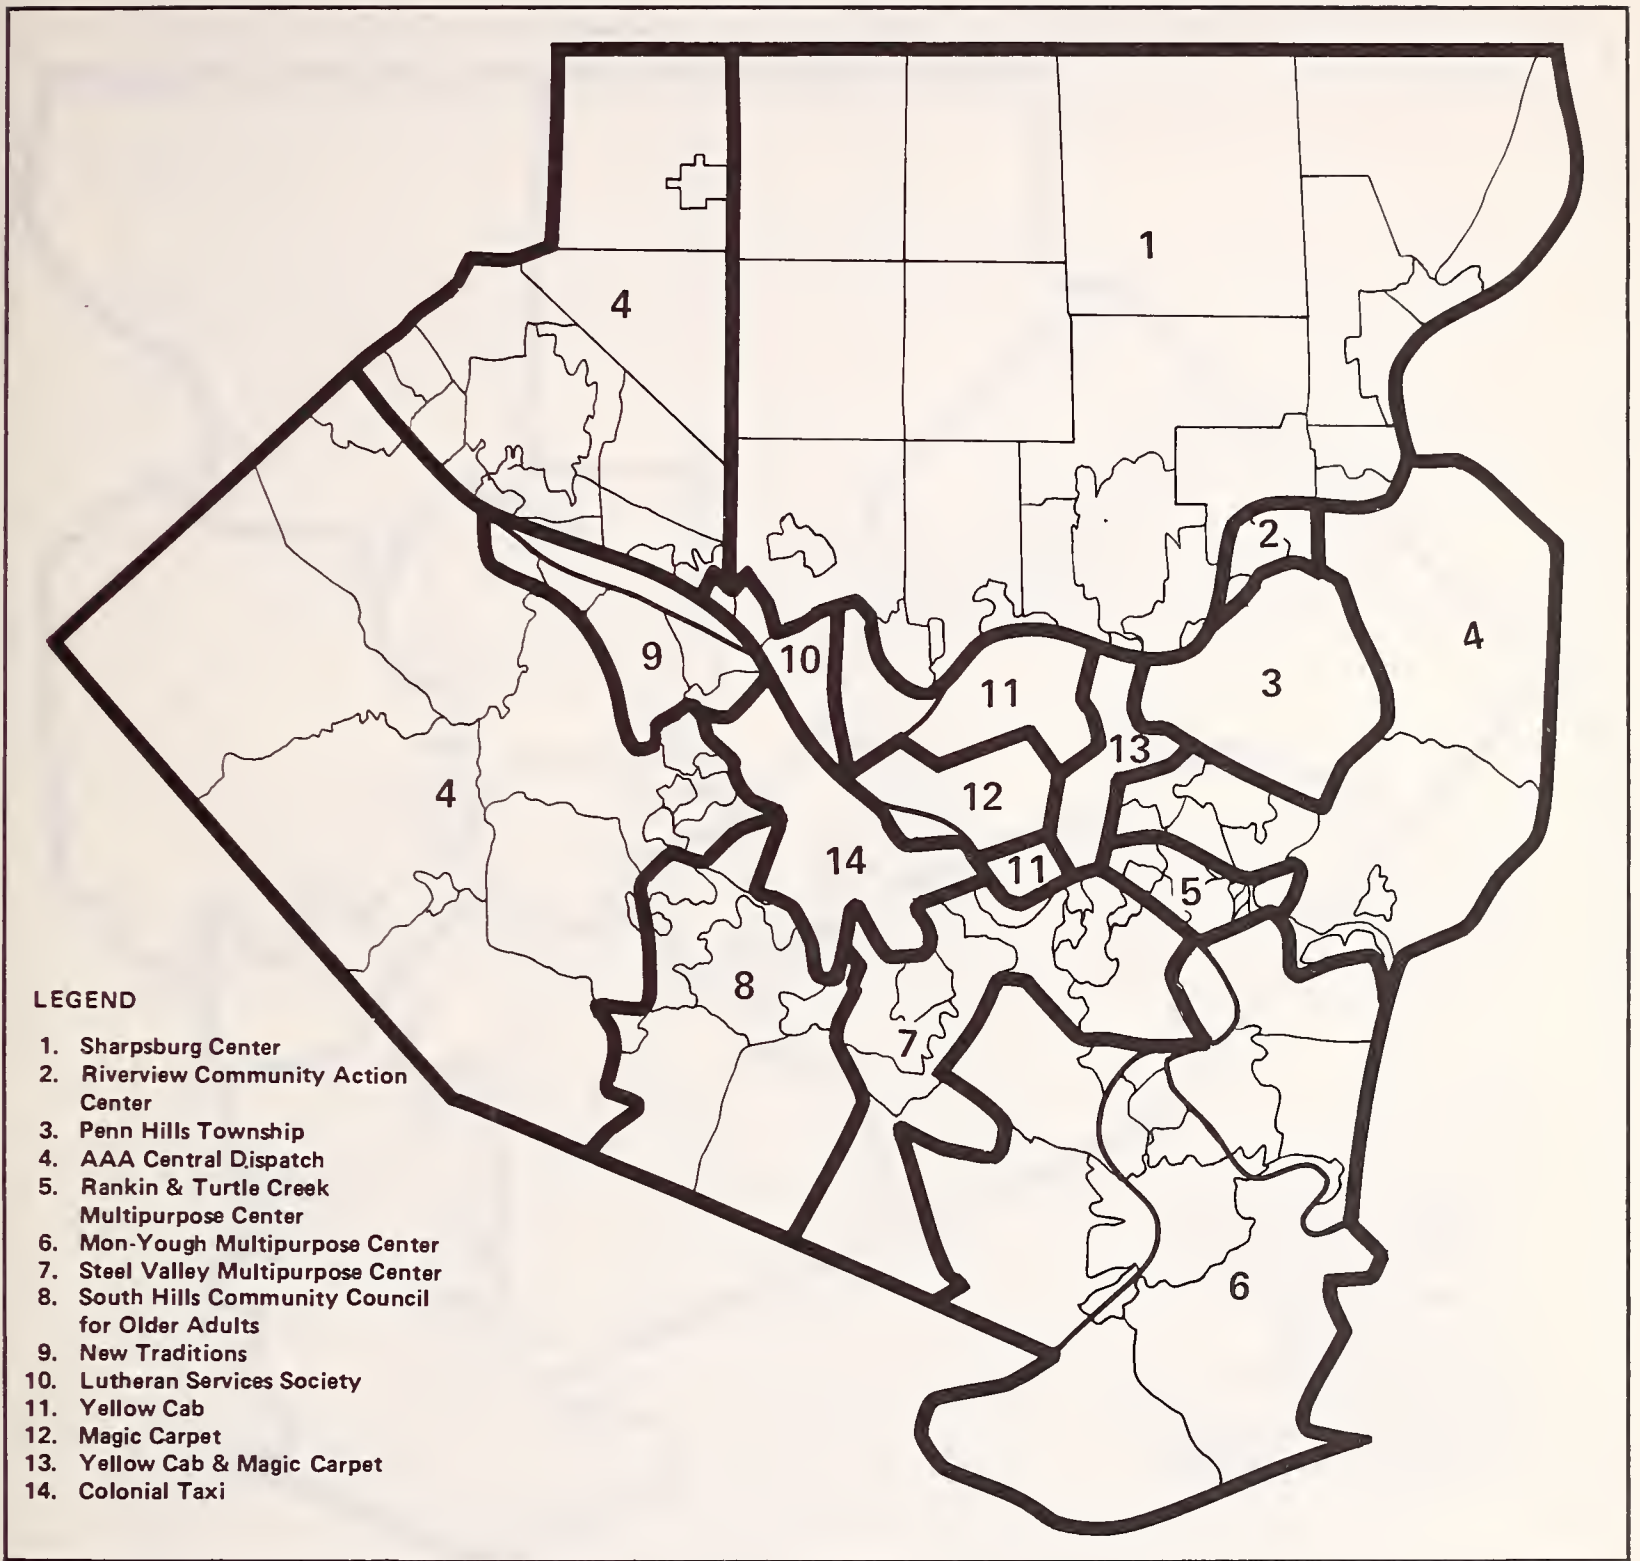 1
4
2
4
9
10
3
11
13
4
12
14
11
5
8
7
6
LEGEND
1. Sharpsburg Center
2. Riverview Community Action
Center
3. Penn Hills Township
4. AAA Central Dispatch
5. Rankin & Turtle Creek
Multipurpose Center
6. Mon-Yough Multipurpose Center
7. Steel Valley Multipurpose Center
8. South Hills Community Council
for Older Adults
9. New Traditions
10. Lutheran Services Society
11. Yellow Cab
12. Magic Carpet
13. Yellow Cab & Magic Carpet
14. Colonial Taxi